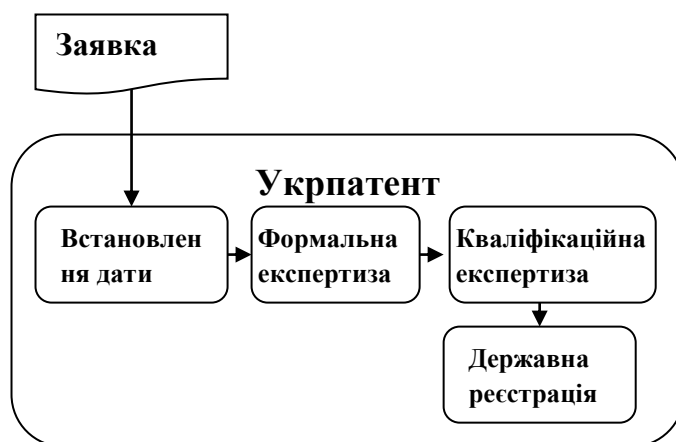 Заявка
Укрпатент
Встановлен
ня дати
Формальна
експертиза
Кваліфікаційна
експертиза
Державна
реєстрація